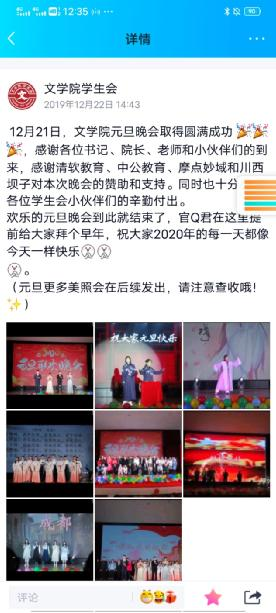 12:35
90
详情
文学院学生会
2019年12月22日 14:43
12月21日，文学院元旦晚会取得圆满成功🎉🎉
🎉，感谢各位书记、院长、老师和小伙伴们的到
来，感谢清软教育、中公教育、摩点妙域和川西
坝子对本次晚会的赞助和支持。同时也十分
各位学生会小伙伴们的辛勤付出。
欢乐的元旦晚会到此就结束了，官Q君在这里提
前给大家拜个早年，祝大家2020年的每一天都像
今天一样快乐
。
（元旦更多美照会在后续发出，请注意查收哦！
✨）
祝大家元旦快乐
元旦晚会
成都
评论